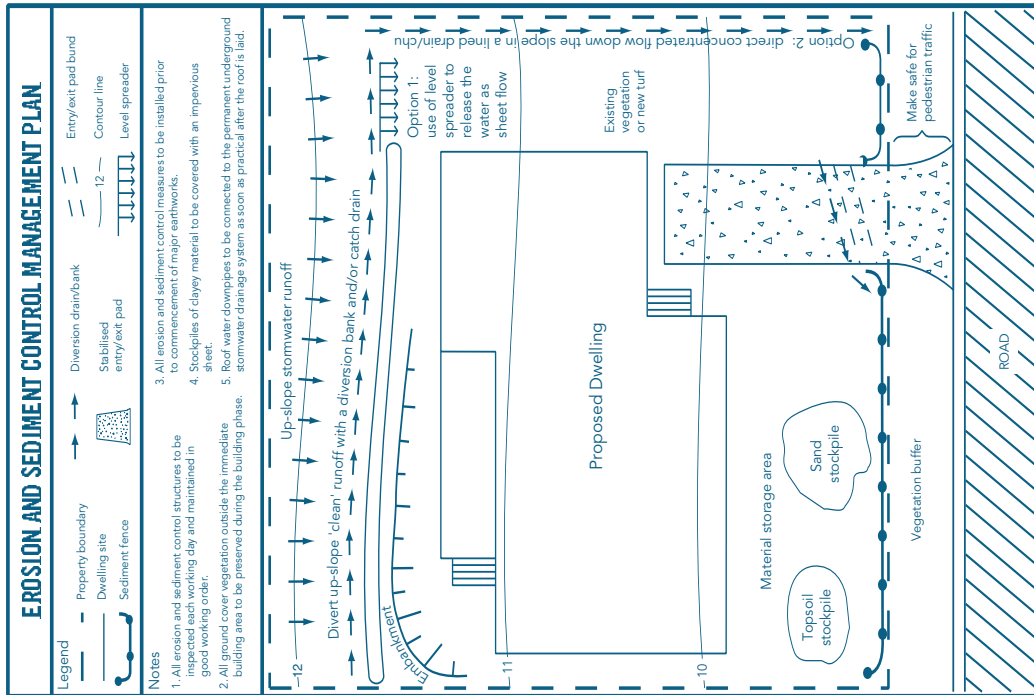 EROSION AND SEDIMENT CONTROL MANAGEMENT PLAN
Legend
Property boundary
Dwelling site
Sediment fence
Diversion drain/bank
Stabilised
entry/exit pad
Entry/exit pad bund
12
Contour line
Level spreader
Notes
1. All erosion and sediment control structures to be
inspected each working day and maintained in
good working order.
2. All ground cover vegetation outside the immediate
building area to be preserved during the building phase.
3. All erosion and sediment control measures to be installed prior
to commencement of major earthworks.
4. Stockpiles of clayey material to be covered with an impervious
sheet.
5. Roof water downpipes to be connected to the permanent underground
stormwater drainage system as soon as practical after the roof is laid.
12
Up-slope stormwater runoff
Divert up-slope 'clean' runoff with a diversion bank and/or catch drain
Embankment
Option 1:
use of level
spreader to
release the
water as
sheet flow
Option 2: direct concentrated flow down the slope in a lined drain/chu
11
Proposed Dwelling
Existing
vegetation
or new turf
10
Material storage area
Topsoil
stockpile
Sand
stockpile
Vegetation buffer
Make safe for
pedestrian traffic
ROAD